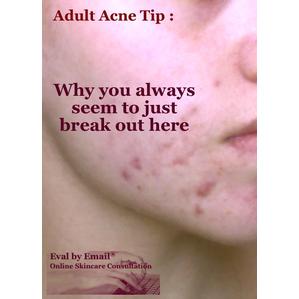 Adult Acne Tip :
Why you always
seem to just
break out here
Eval by Email®
Online Skincare Consultation